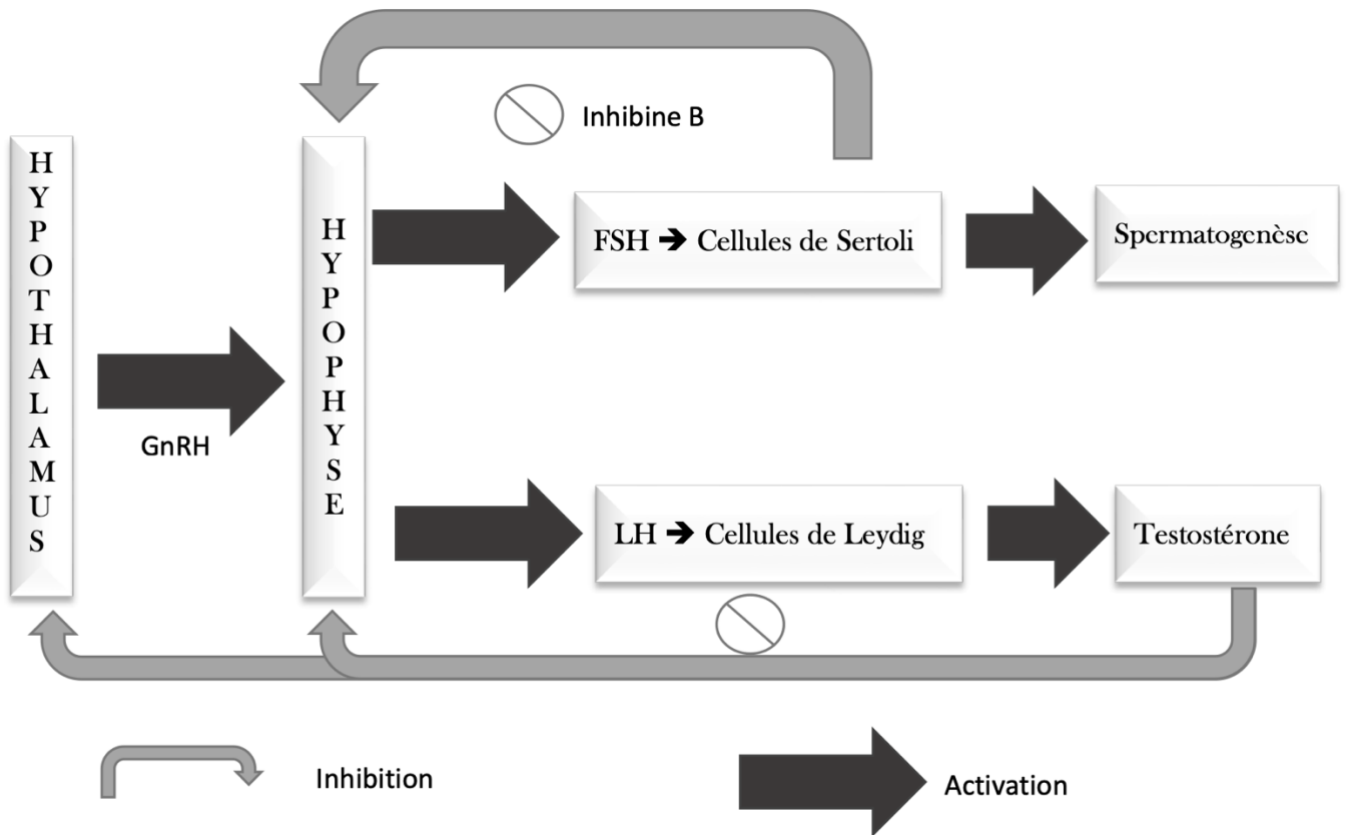 Inhibine B
HYPOTHALAMUS
HYPOPHYSE
FSH ➔ Cellules de Sertoli
Spermatogenèse
GnRH
LH ➔ Cellules de Leydig
Testostérone
Inhibition
Activation